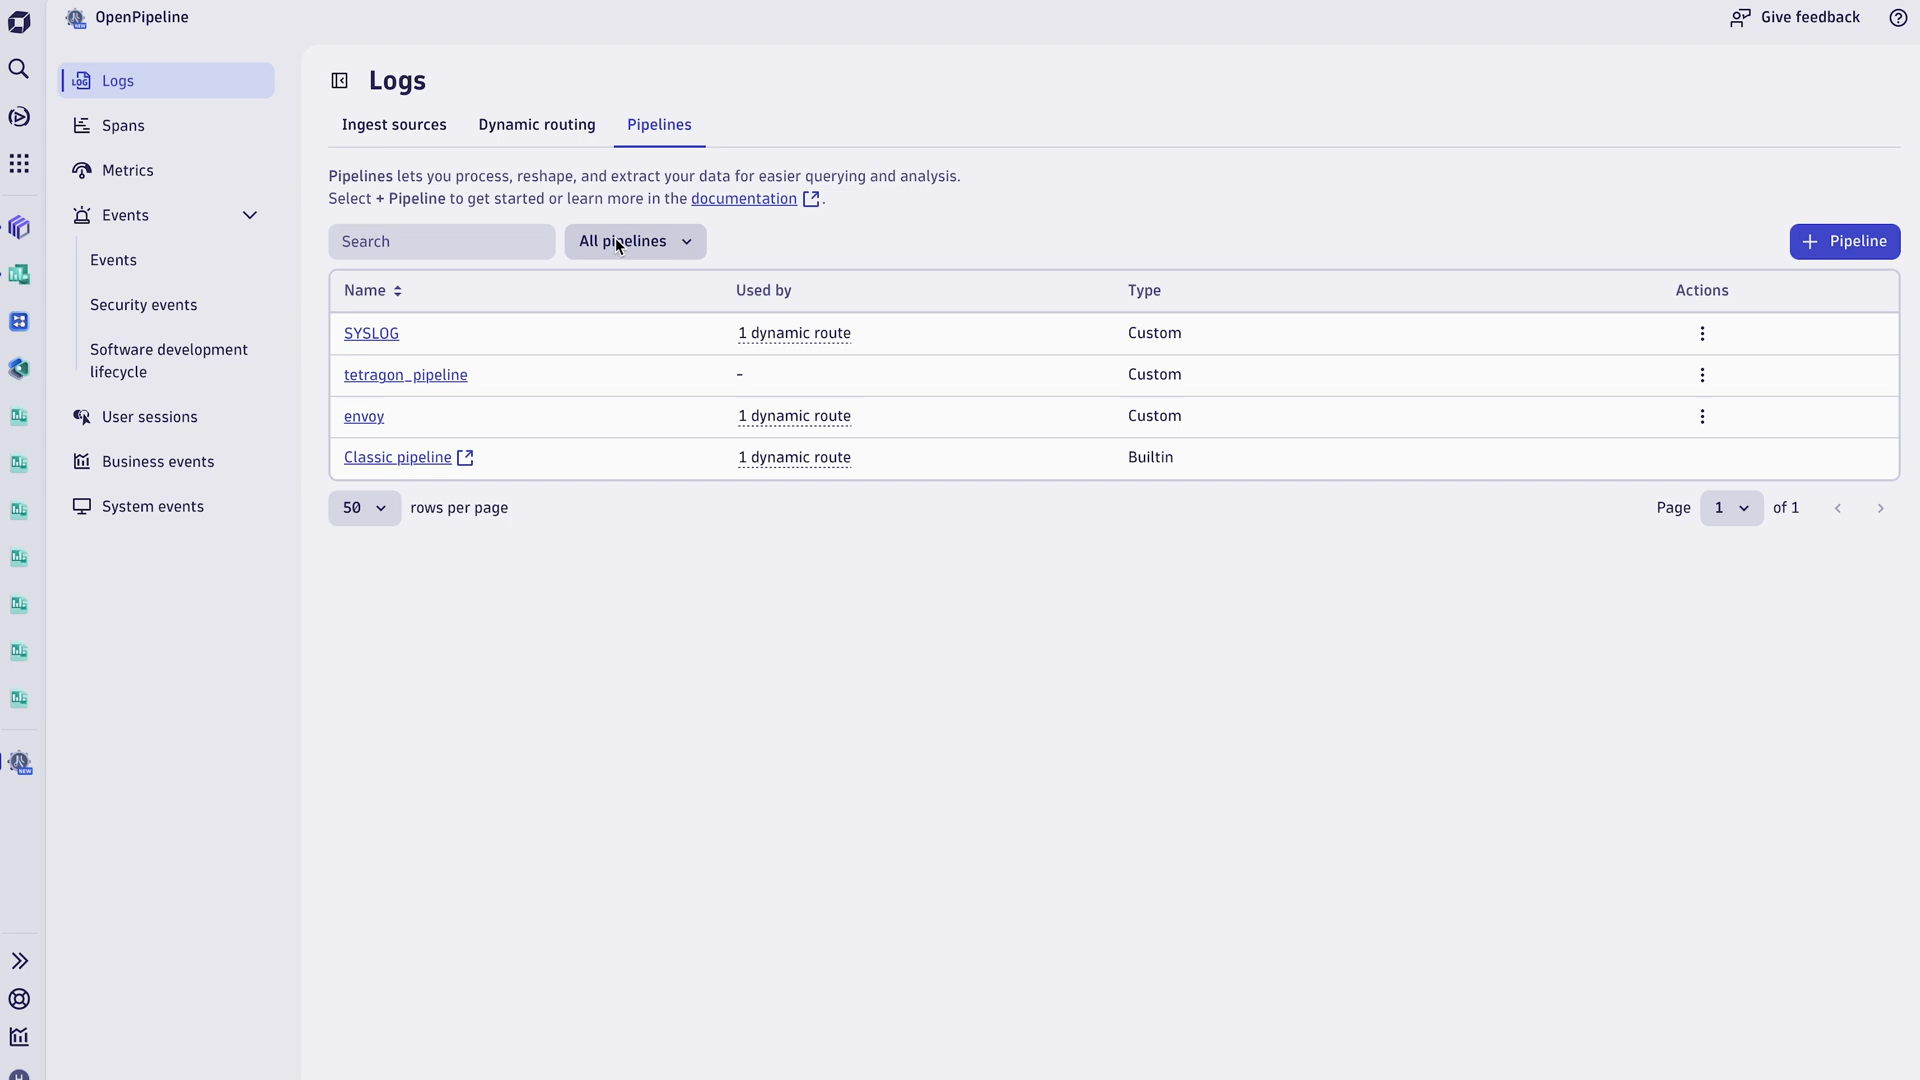 OpenPipeline
Give feedback
Logs
Spans
Metrics
Events
Events
Security events
Software development
lifecycle
User sessions
Business events
System events
Logs
Ingest sources Dynamic routing Pipelines
Pipelines lets you process, reshape, and extract your data for easier querying and analysis.
Select + Pipeline to get started or learn more in the documentation.
Search All pipelines + Pipeline
Name Used by Type Actions
SYSLOG 1 dynamic route Custom
tetragon_pipeline - Custom
envoy 1 dynamic route Custom
Classic pipeline 1 dynamic route Builtin
50 rows per page Page 1 of 1
NEW